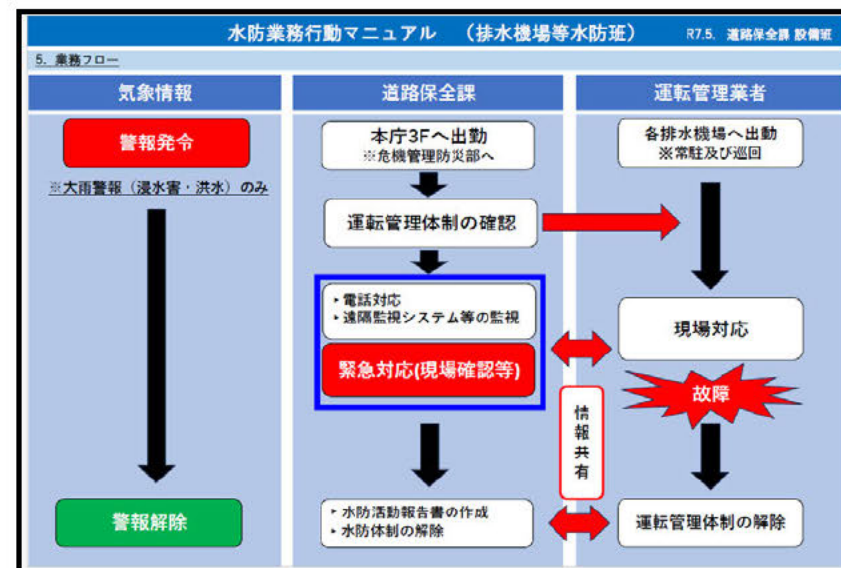 水防業務行動マニュアル （排水機場等水防班） R7.5. 道路保全課 設備班
5. 業務フロー
気象情報
道路保全課
運転管理業者
警報発令
※大雨警報（浸水害・洪水）のみ
警報解除
本庁3Fへ出勤
※危機管理防災部へ
運転管理体制の確認
・電話対応
・遠隔監視システム等の監視
緊急対応(現場確認等)
・水防活動報告書の作成
・水防体制の解除
各排水機場へ出動
※常駐及び巡回
現場対応
故障
情報共有
運転管理体制の解除